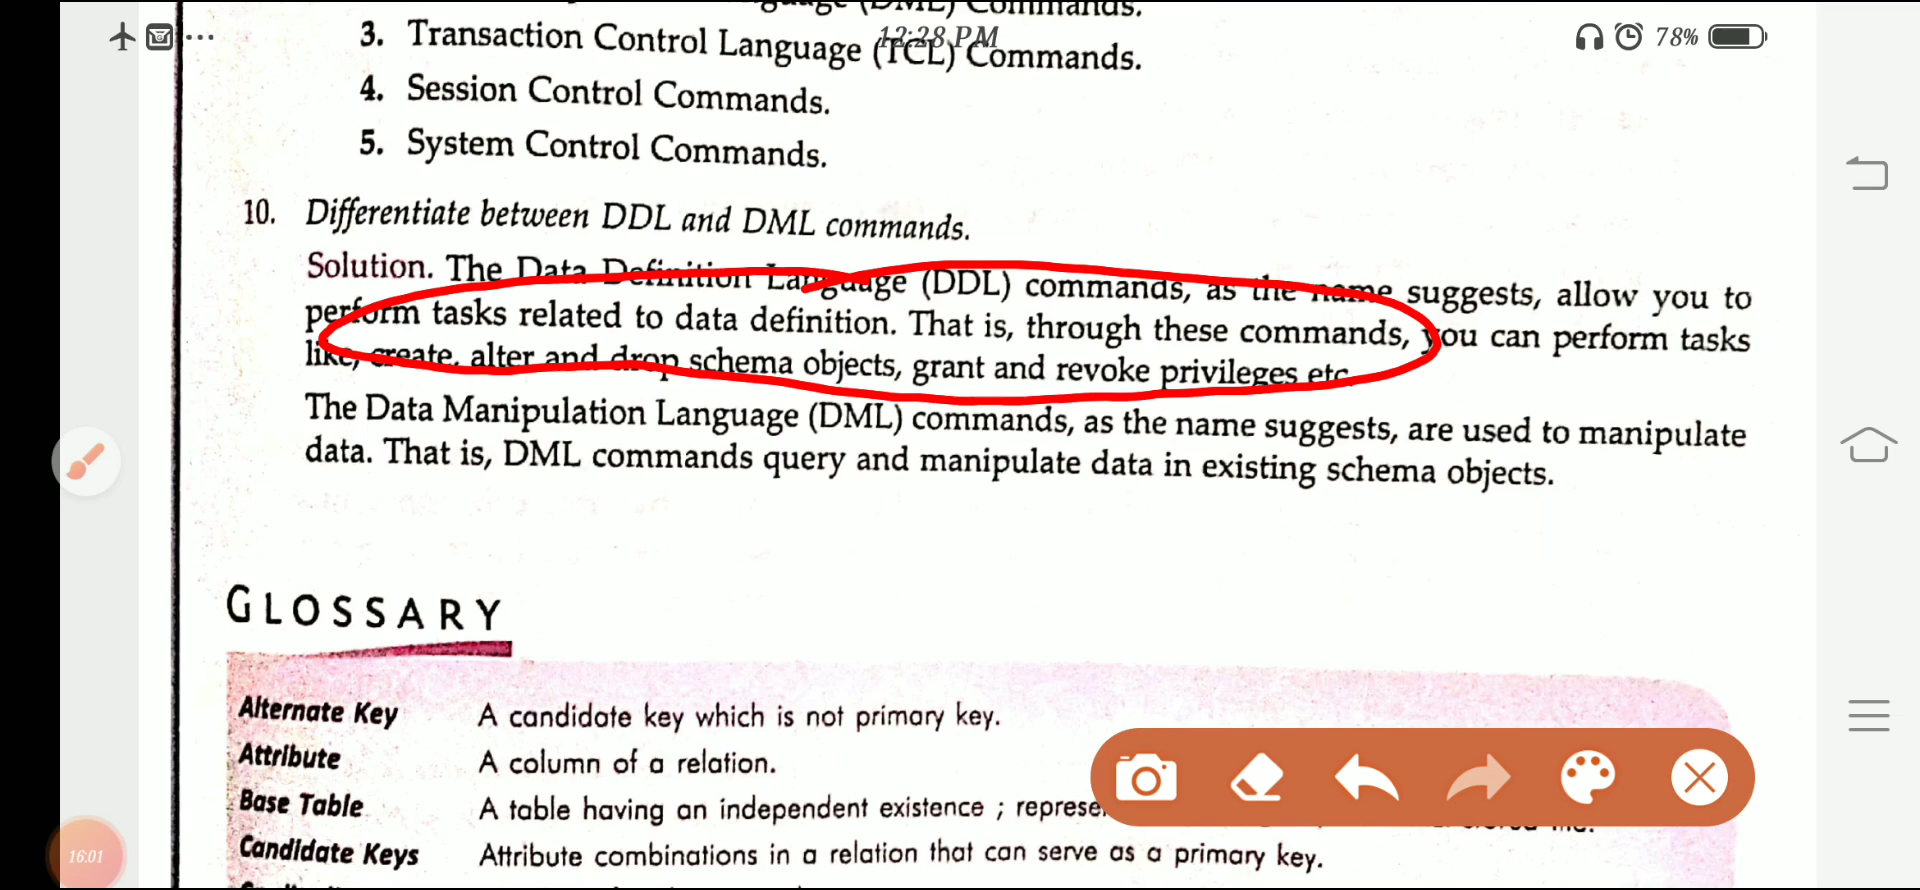 guage (DML) Commands.
12:28 PM
78%
3. Transaction Control Language (TCL) Commands.
4. Session Control Commands.
5. System Control Commands.
10. Differentiate between DDL and DML commands.
Solution. The Data Definition Language (DDL) commands, as the name suggests, allow you to
perform tasks related to data definition. That is, through these commands, you can perform tasks
like, create, alter and drop schema objects, grant and revoke privileges etc.
The Data Manipulation Language (DML) commands, as the name suggests, are used to manipulate
data. That is, DML commands query and manipulate data in existing schema objects.
GLOSSARY
Alternate Key A candidate key which is not primary key.
Attribute A column of a relation.
Base Table A table having an independent existence ;
Candidate Keys Attribute combinations in a relation that can serve as a primary key.
16:01